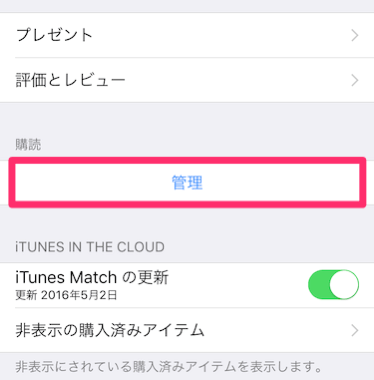 プレゼント
評価とレビュー
購読
管理
iTUNES IN THE CLOUD
iTunes Match の更新
更新 2016年5月2日
非表示の購入済みアイテム
非表示にされている購入済みアイテムを表示します。